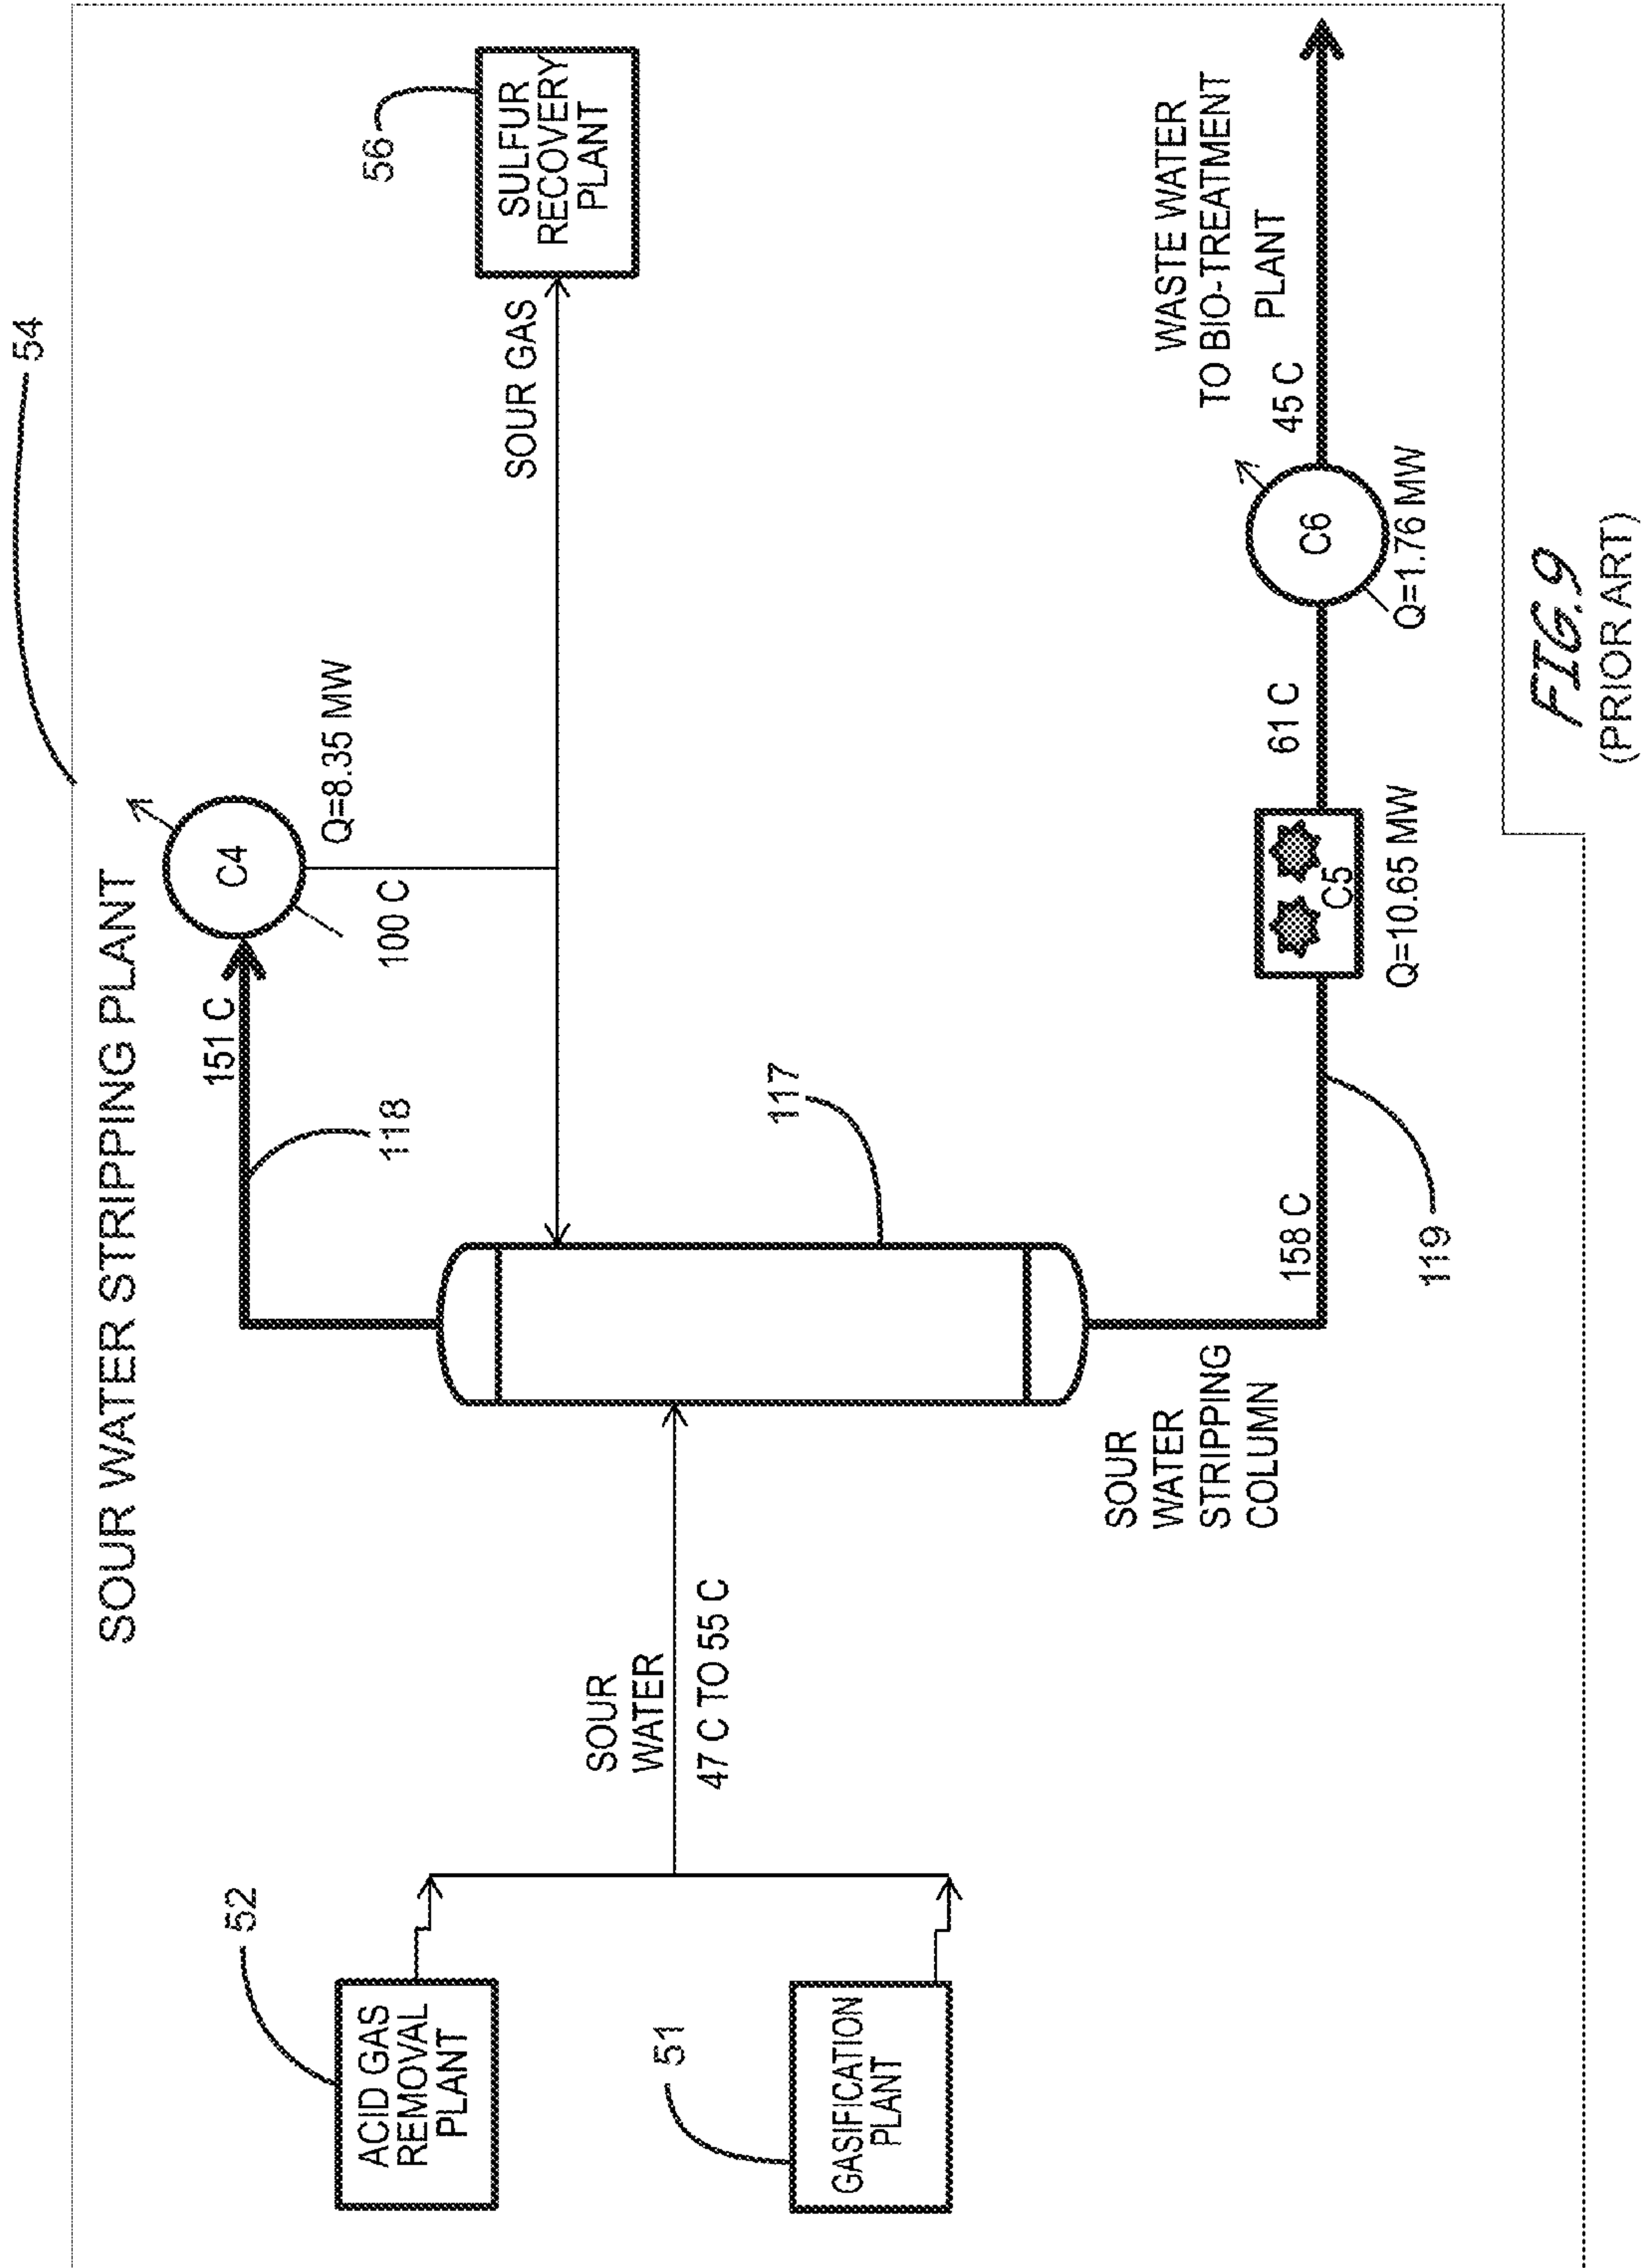 54
SOUR WATER STRIPPING PLANT
52
ACID GAS
REMOVAL
PLANT
51
GASIFICATION
PLANT
SOUR
WATER
47 C TO 55 C
118
151 C
C4
100 C
Q=8.35 MW
SOUR GAS
56
SULFUR
RECOVERY
PLANT
117
SOUR
WATER
STRIPPING
COLUMN
158 C
119
C5
Q=10.65 MW
61 C
C6
Q=1.76 MW
45 C
WASTE WATER
TO BIO-TREATMENT
PLANT
FIG.9
(PRIOR ART)